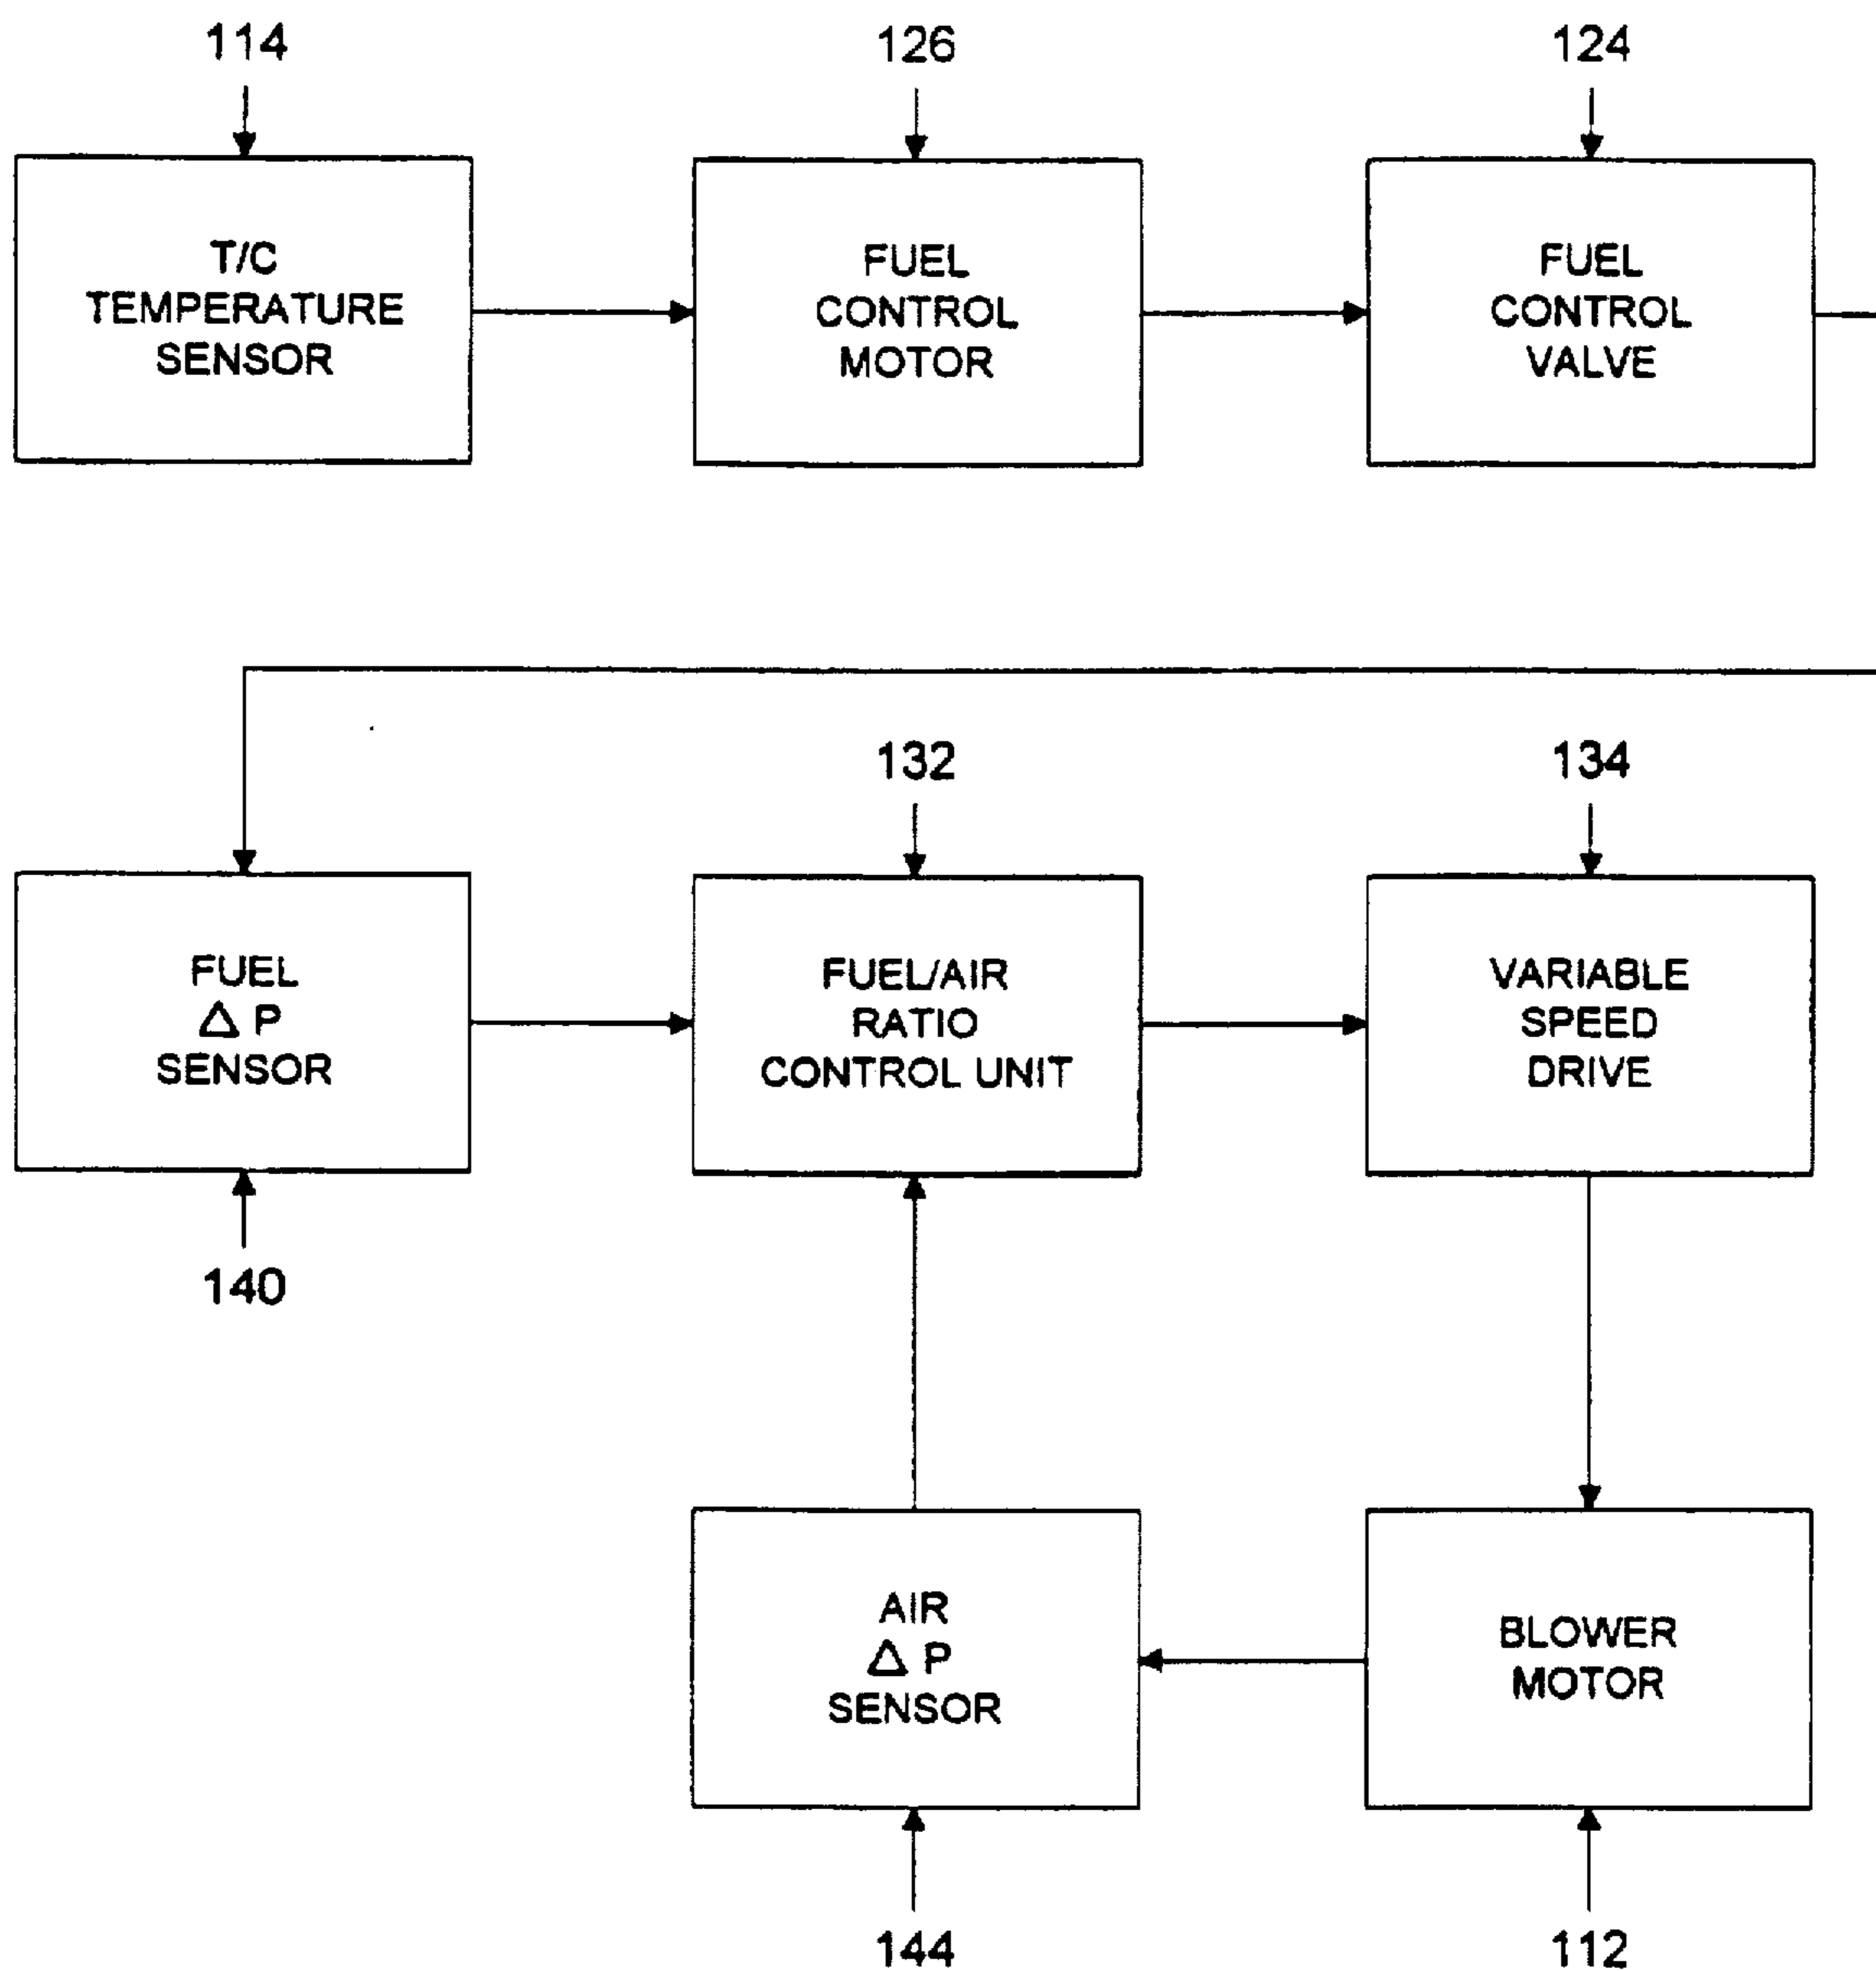 114
126
124
T/C
TEMPERATURE
SENSOR
FUEL
CONTROL
MOTOR
FUEL
CONTROL
VALVE
132
134
FUEL
Δ P
SENSOR
FUEL/AIR
RATIO
CONTROL UNIT
VARIABLE
SPEED
DRIVE
140
AIR
Δ P
SENSOR
BLOWER
MOTOR
144
112